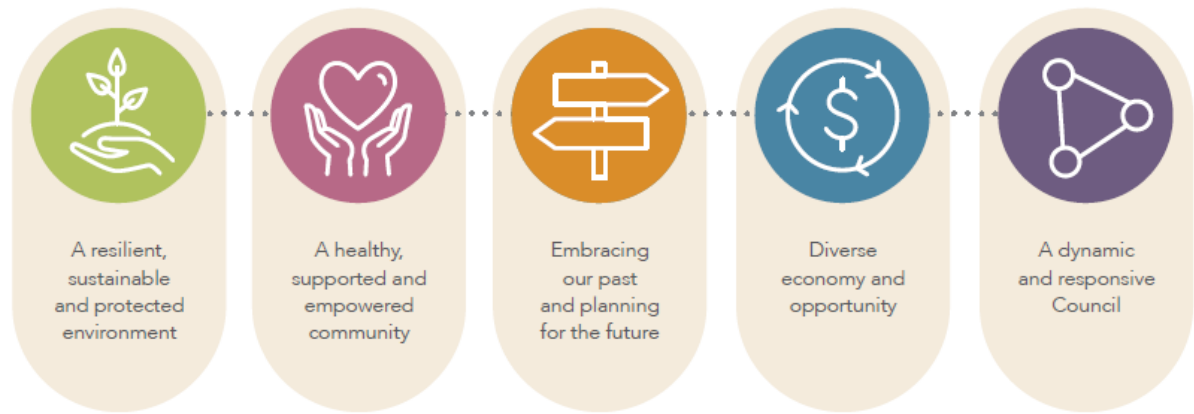 A resilient,
sustainable
and protected
environment
A healthy,
supported and
empowered
community
Embracing
our past
and planning
for the future
Diverse
economy and
opportunity
A dynamic
and responsive
Council